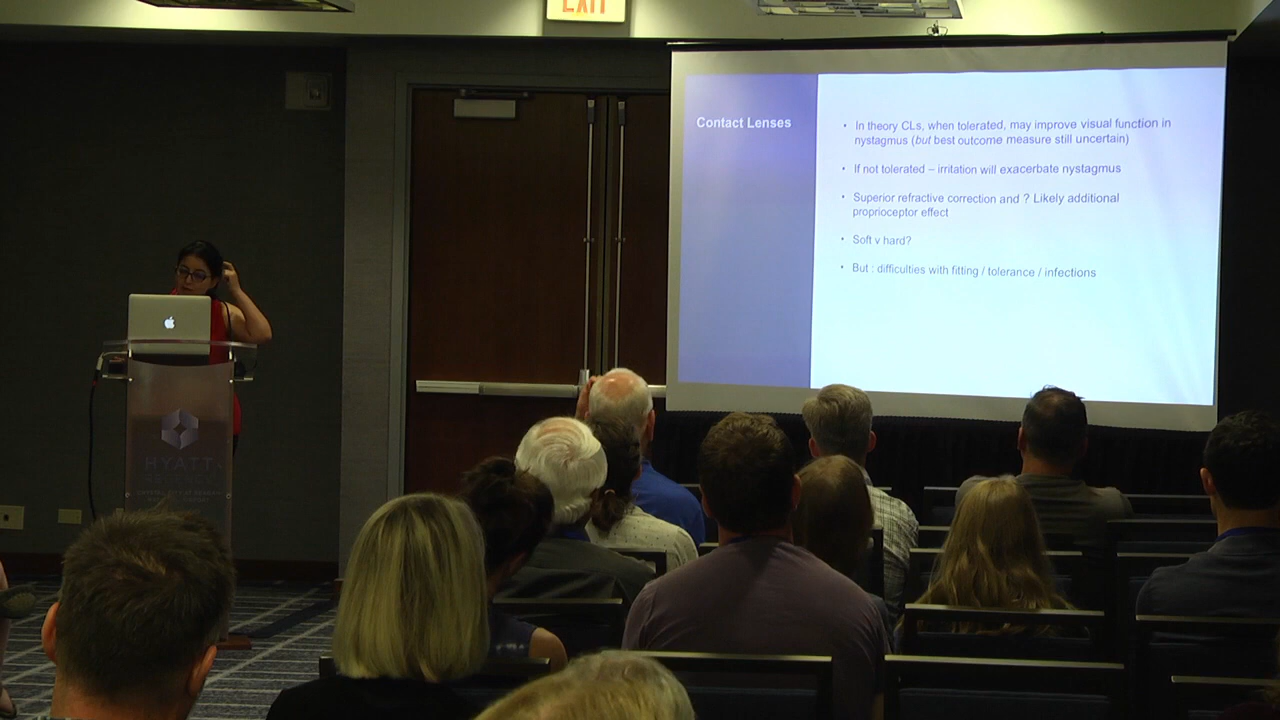 EXIT
Contact Lenses
• In theory CLs, when tolerated, may improve visual function in
nystagmus (but best outcome measure still uncertain)
• If not tolerated – irritation will exacerbate nystagmus
• Superior refractive correction and ? Likely additional
proprioceptor effect
• Soft v hard?
• But : difficulties with fitting / tolerance / infections
HYATT